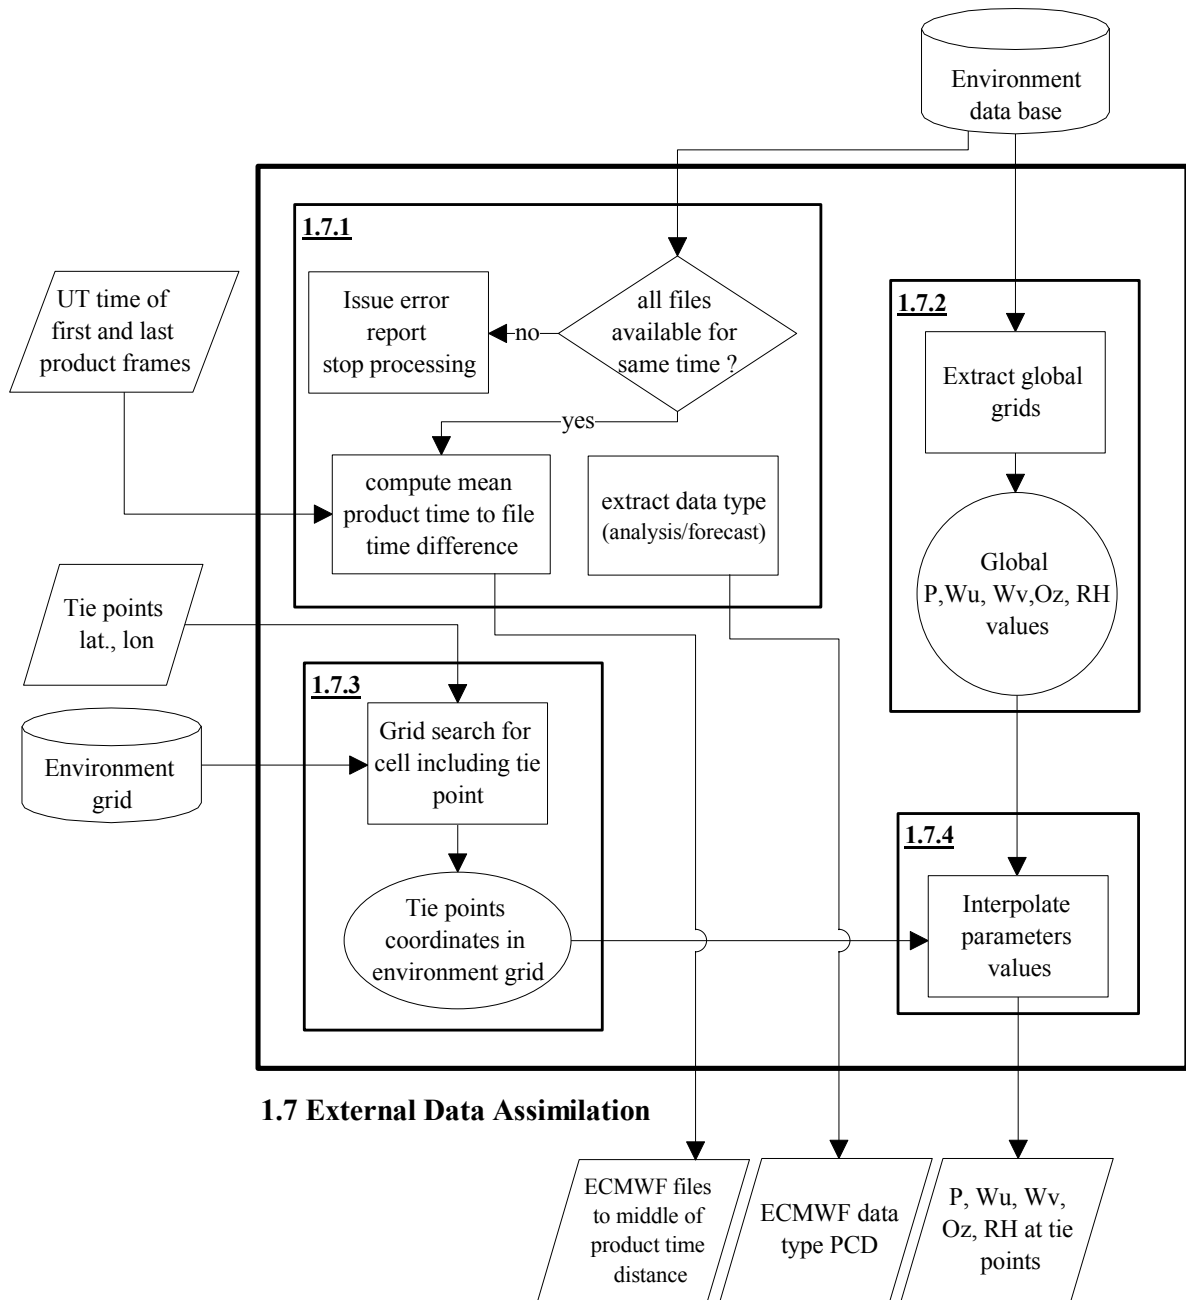 Environment
data base
1.7.1
UT time of
first and last
product frames
Issue error
report
stop processing
no
all files
available for
same time ?
yes
1.7.2
Extract global
grids
compute mean
product time to file
time difference
extract data type
(analysis/forecast)
Global
P,Wu, Wv,Oz, RH
values
Tie points
lat., lon
1.7.3
Grid search for
cell including tie
point
Environment
grid
Tie points
coordinates in
environment grid
1.7.4
Interpolate
parameters
values
1.7 External Data Assimilation
ECMWF files
to middle of
product time
distance
ECMWF data
type PCD
P, Wu, Wv,
Oz, RH at tie
points